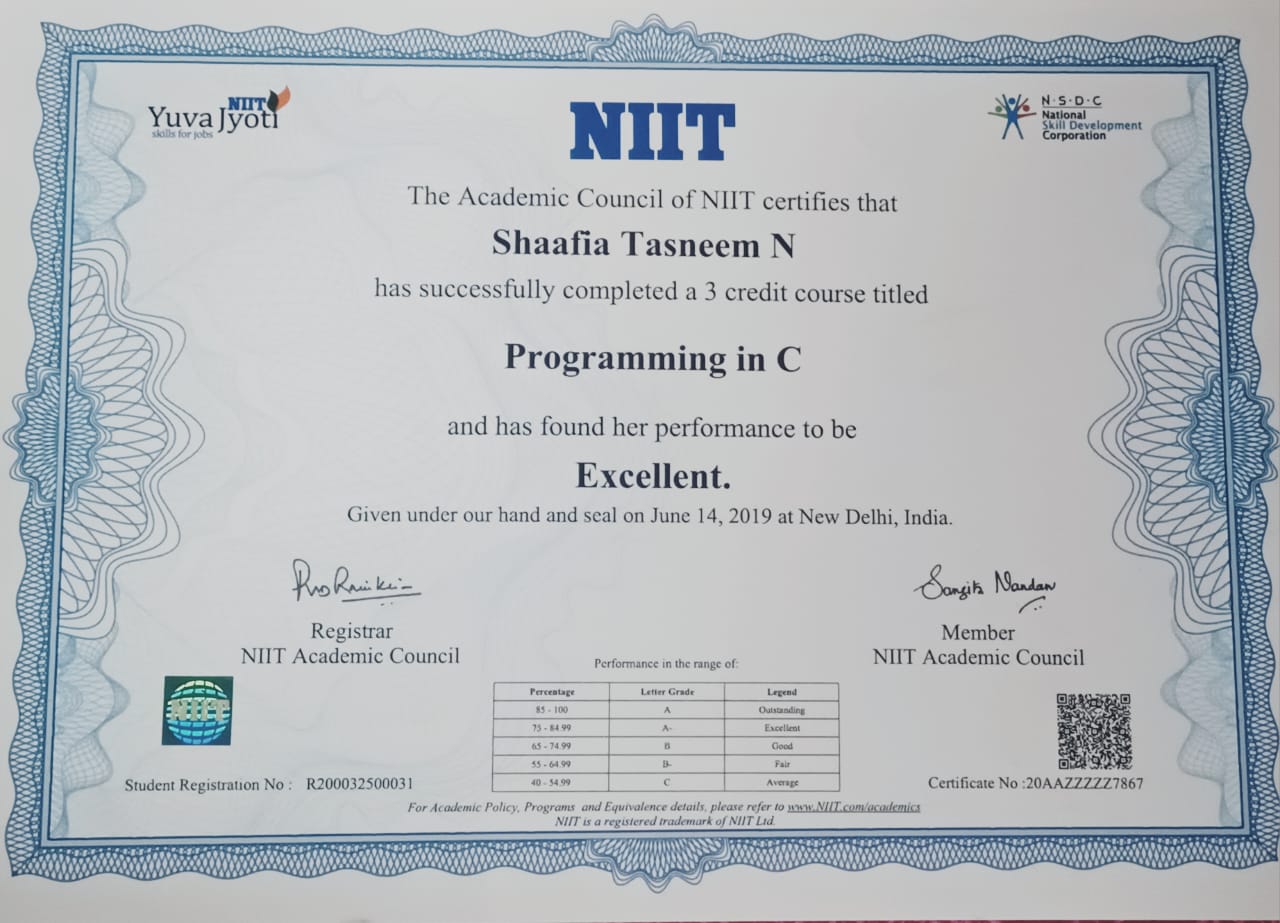 NIIT
Yuva Jyoti
skills for jobs
NIIT
N·S·D·C
National
Skill Development
Corporation
The Academic Council of NIIT certifies that
Shaafia Tasneem N
has successfully completed a 3 credit course titled
Programming in C
and has found her performance to be
Excellent.
Given under our hand and seal on June 14, 2019 at New Delhi, India.
Sangita Nandan
Registrar
NIIT Academic Council
Member
NIIT Academic Council
Performance in the range of:
Percentage Letter Grade Legend
85 - 100 A Outstanding
75 - 84.99 A- Excellent
65 - 74.99 B Good
55 - 64.99 B- Fair
40 - 54.99 C Average
NIIT
Student Registration No : R200032500031
Certificate No :20AAZZZZZ7867
For Academic Policy, Programs and Equivalence details, please refer to www.NIIT.com/academics
NIIT is a registered trademark of NIIT Ltd.